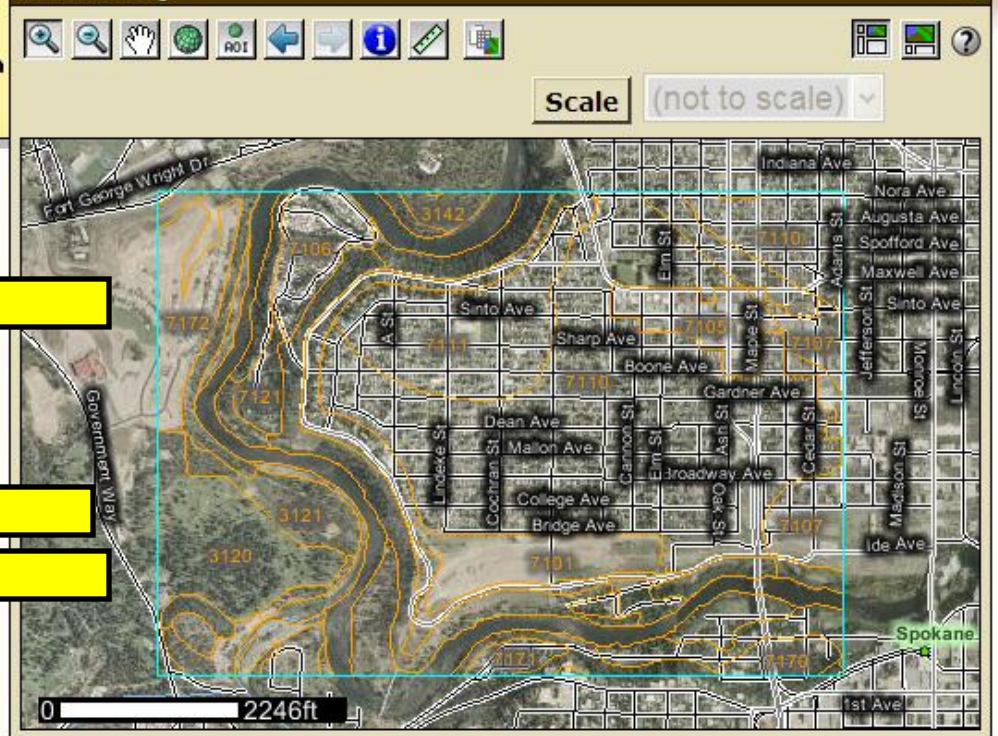 AOI
Scale (not to scale)
Fort George Wright Dr
Indiana Ave
Nora Ave
3142
Augusta Ave
7106
Elm St
7110
Adams St
Spofford Ave
Maxwell Ave
Sinto Ave
Sinto Ave
7172
A St
7111
Sharp Ave
7105
Maple St
7107
Jefferson St
Monroe St
Lincoln St
Boone Ave
7110
Gardner Ave
7121
Government Way
Dean Ave
Mallon Ave
Lindeke St
Cochran St
Cannon St
Elm St
Ash St
Cedar St
Broadway Ave
Madison St
College Ave
Oak St
Bridge Ave
3121
7107
Ide Ave
3120
7101
Spokane
7171
7170
0 2246ft
1st Ave